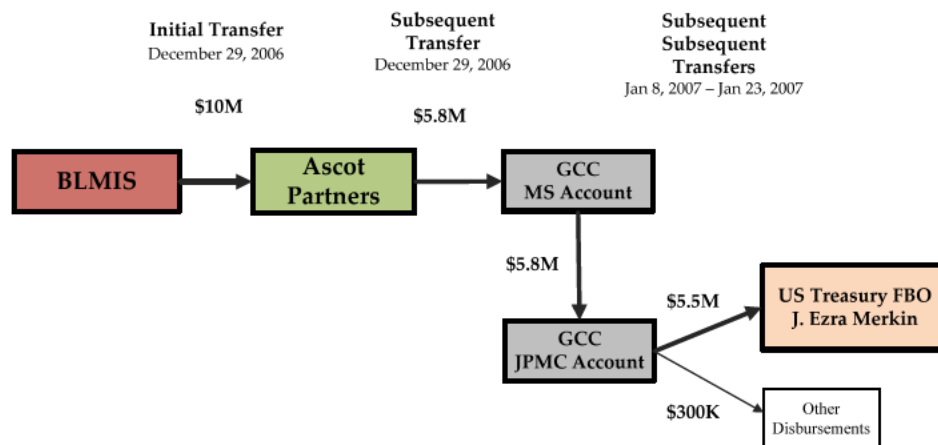 Initial Transfer
December 29, 2006
Subsequent
Transfer
December 29, 2006
Subsequent
Subsequent
Transfers
Jan 8, 2007 – Jan 23, 2007
$10M
$5.8M
BLMIS
Ascot
Partners
GCC
MS Account
$5.8M
GCC
JPMC Account
$5.5M
US Treasury FBO
J. Ezra Merkin
$300K
Other
Disbursements